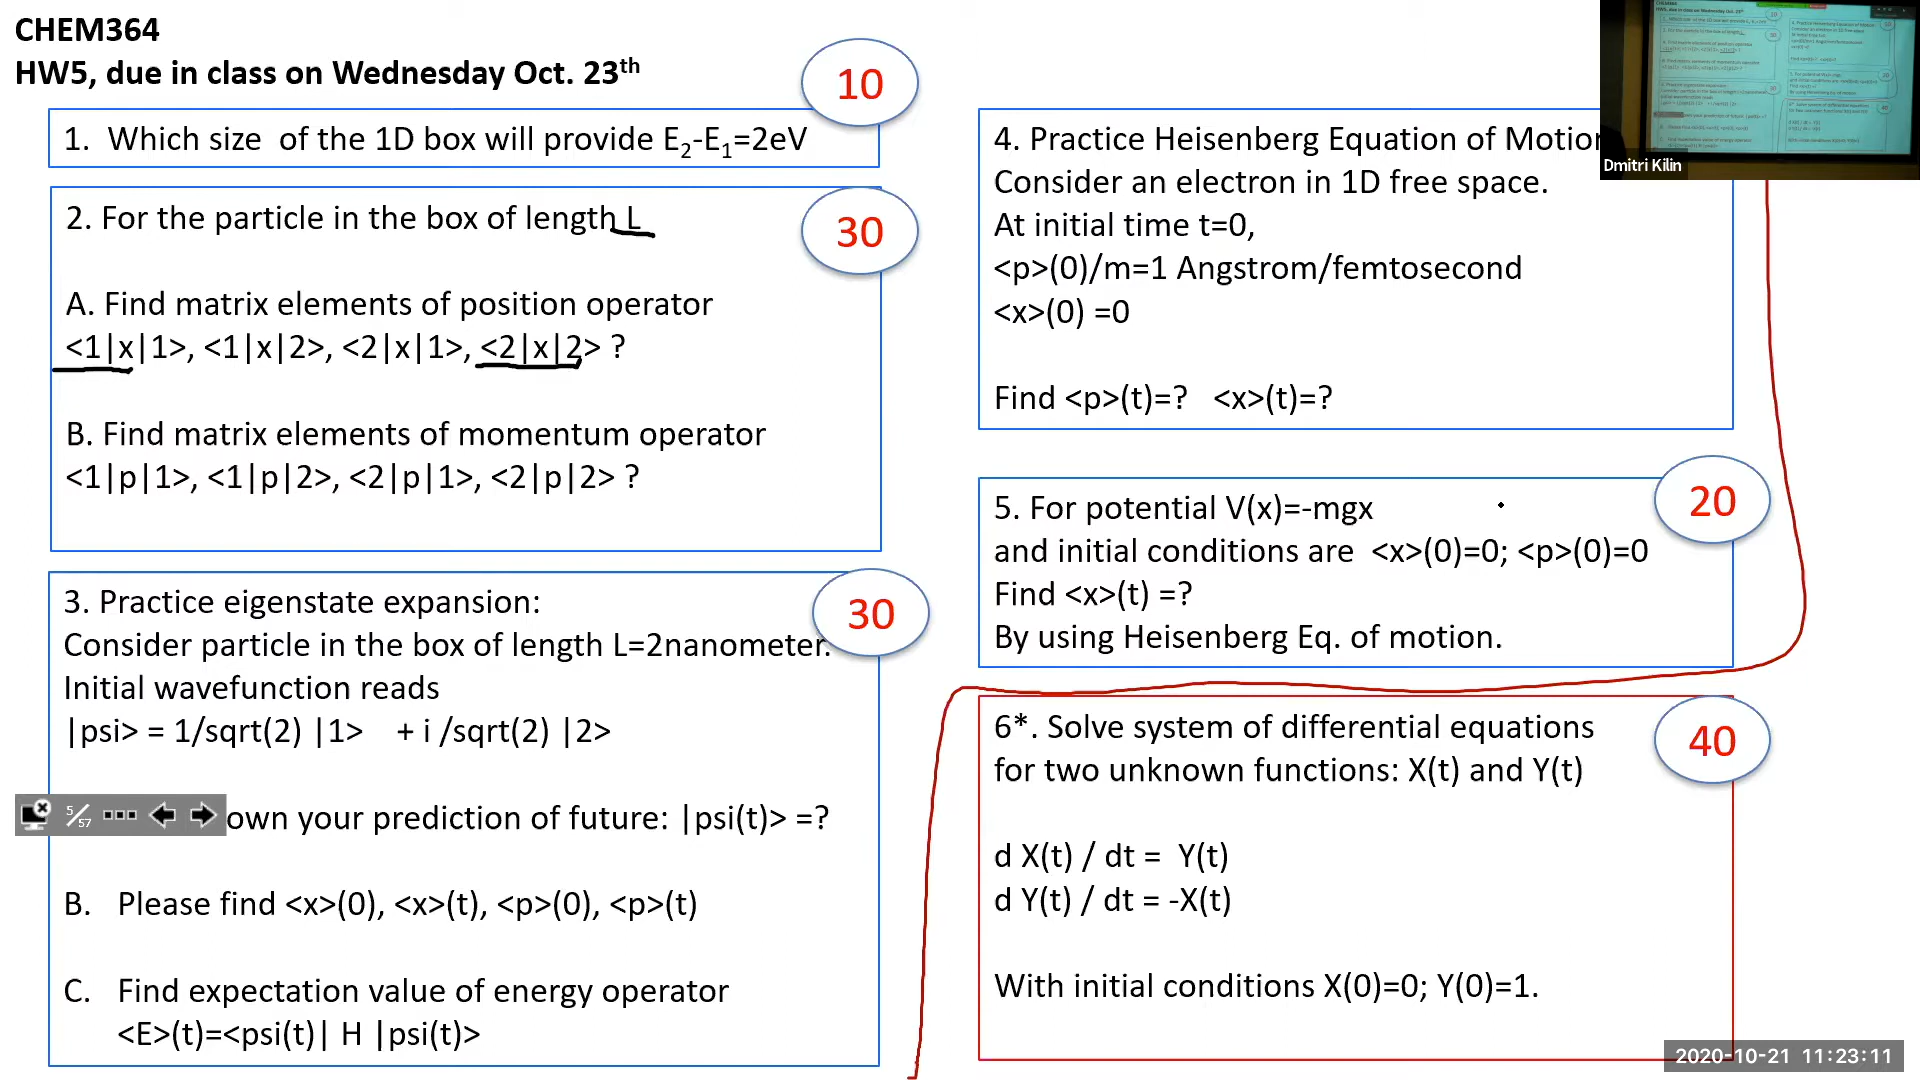 CHEM364
HW5, due in class on Wednesday Oct. 23th
10
1. Which size of the 1D box will provide E2-E1=2eV
2. For the particle in the box of length L
30
A. Find matrix elements of position operator
<1|x|1>, <1|x|2>, <2|x|1>, <2|x|2> ?
B. Find matrix elements of momentum operator
<1|p|1>, <1|p|2>, <2|p|1>, <2|p|2> ?
3. Practice eigenstate expansion:
30
Consider particle in the box of length L=2nanometer.
Initial wavefunction reads
|psi> = 1/sqrt(2) |1> + i /sqrt(2) |2>
5/57
own your prediction of future: |psi(t)> =?
B. Please find <x>(0), <x>(t), <p>(0), <p>(t)
C. Find expectation value of energy operator
<E>(t)=<psi(t)| H |psi(t)>
4. Practice Heisenberg Equation of Motion
Consider an electron in 1D free space.
At initial time t=0,
<p>(0)/m=1 Angstrom/femtosecond
<x>(0) =0
Find <p>(t)=? <x>(t)=?
5. For potential V(x)=-mgx
20
and initial conditions are <x>(0)=0; <p>(0)=0
Find <x>(t) =?
By using Heisenberg Eq. of motion.
6*. Solve system of differential equations
40
for two unknown functions: X(t) and Y(t)
d X(t) / dt = Y(t)
d Y(t) / dt = -X(t)
With initial conditions X(0)=0; Y(0)=1.
Dmitri Kilin
2020-10-21 11:23:11